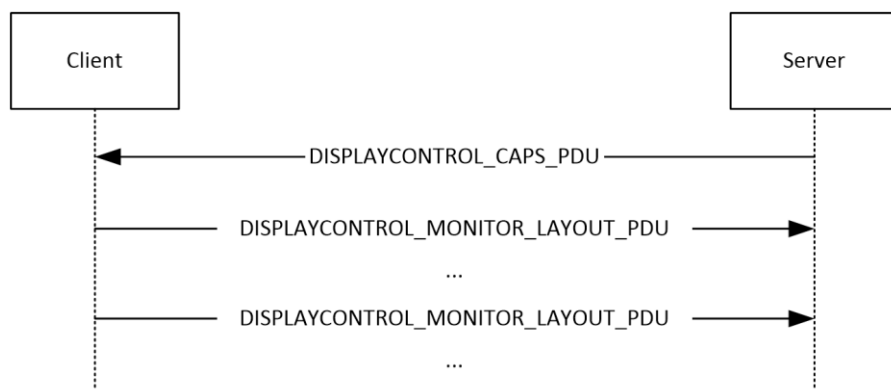 Client
Server
DISPLAYCONTROL_CAPS_PDU
DISPLAYCONTROL_MONITOR_LAYOUT_PDU
...
DISPLAYCONTROL_MONITOR_LAYOUT_PDU
...